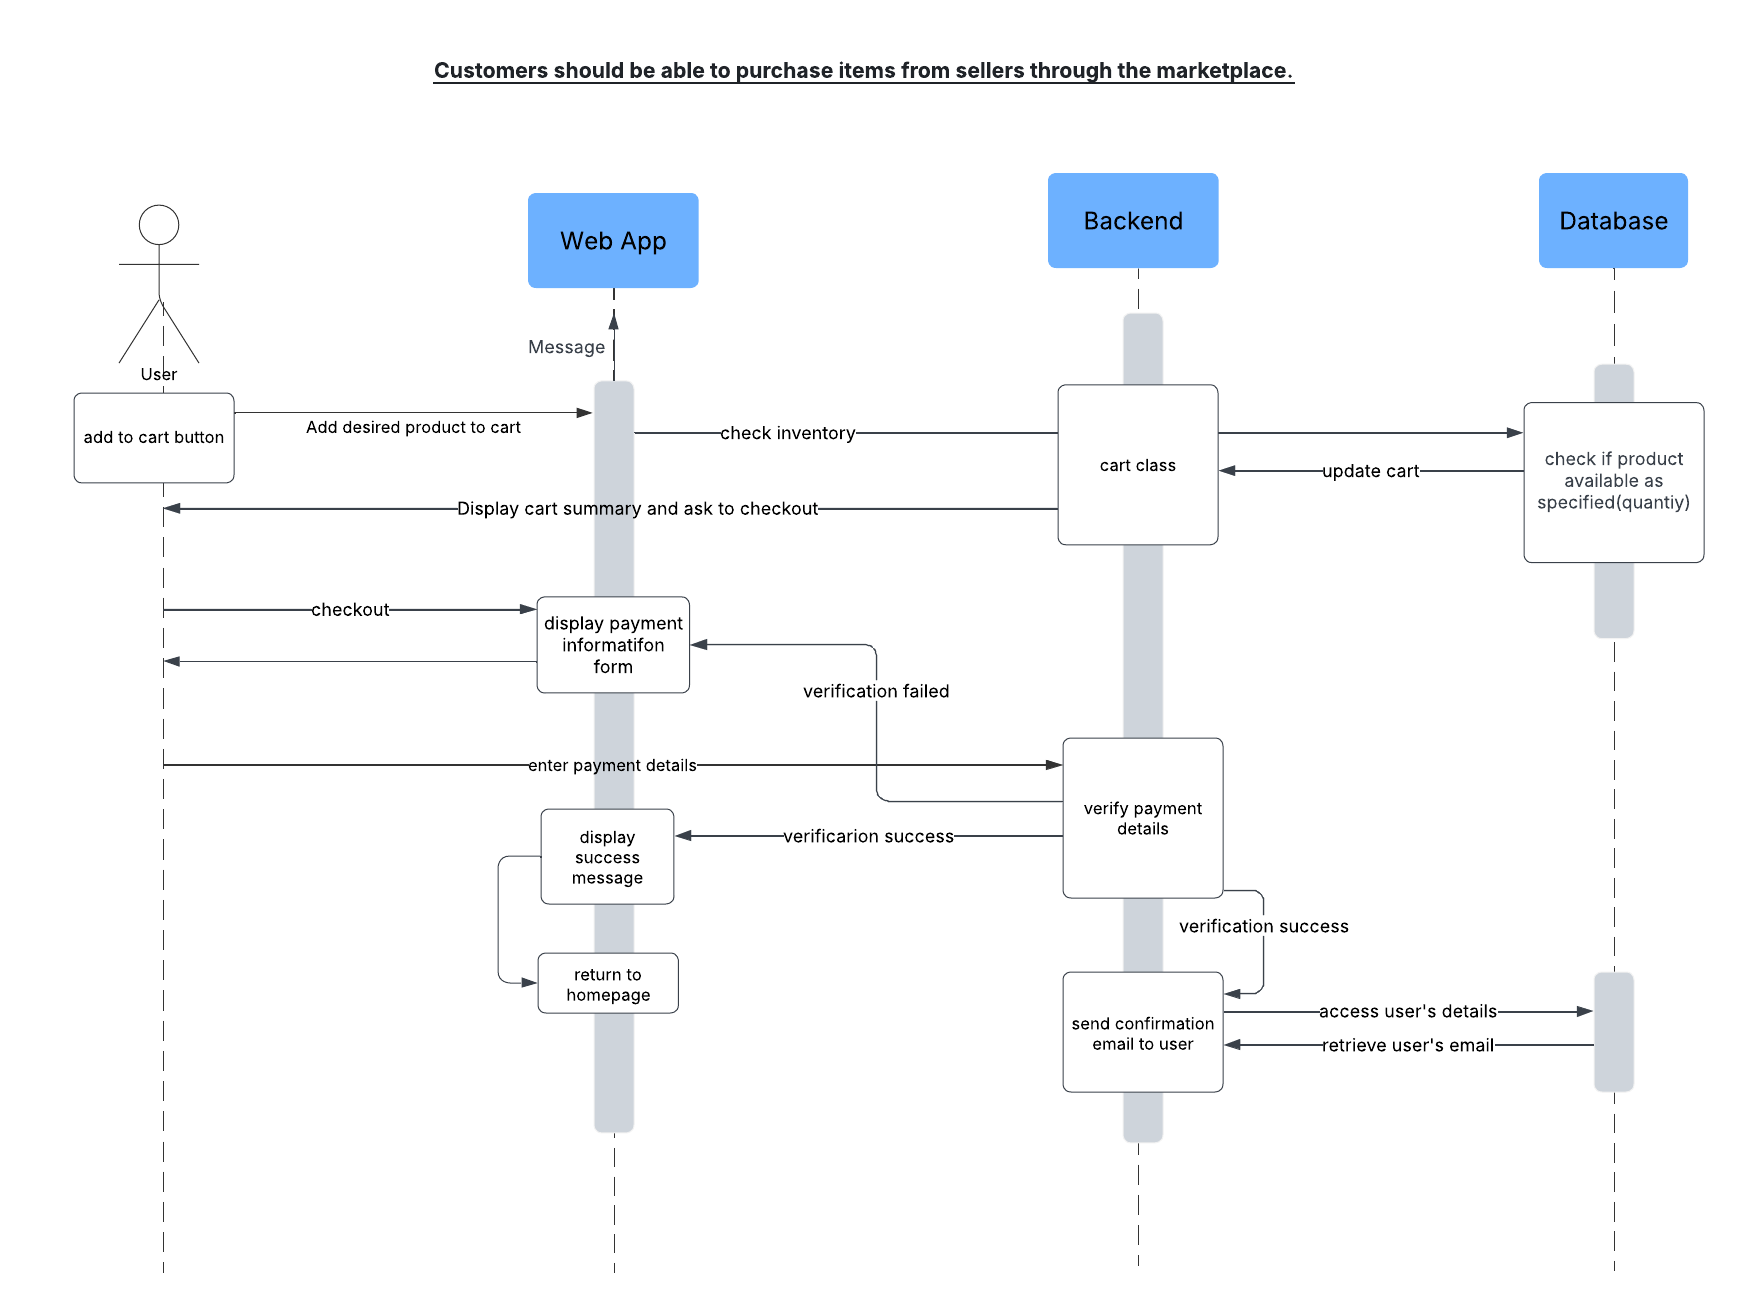 Customers should be able to purchase items from sellers through the marketplace.
Web App
Backend
Database
Message
User
add to cart button
Add desired product to cart
check inventory
cart class
update cart
check if product
available as
specified(quantiy)
Display cart summary and ask to checkout
checkout
display payment
informatifon
form
verification failed
enter payment details
verify payment
details
display
success
message
verificarion success
verification success
return to
homepage
send confirmation
email to user
access user's details
retrieve user's email